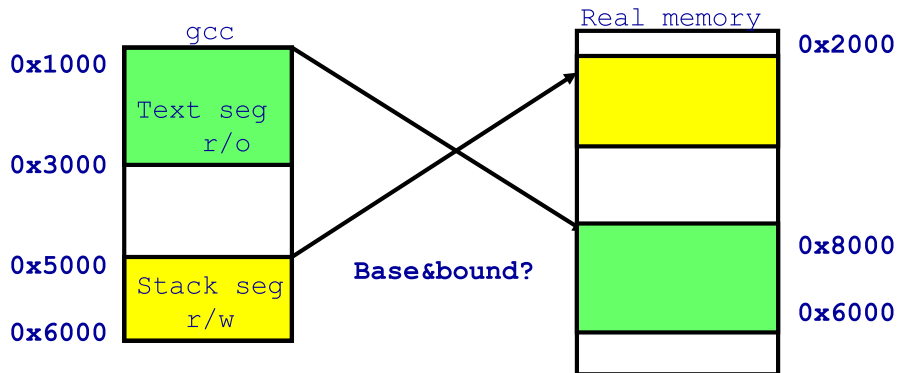 gcc
0x1000
Text seg
r/o
0x3000
0x5000
Stack seg
r/w
0x6000
Base&bound?
Real memory
0x2000
0x8000
0x6000